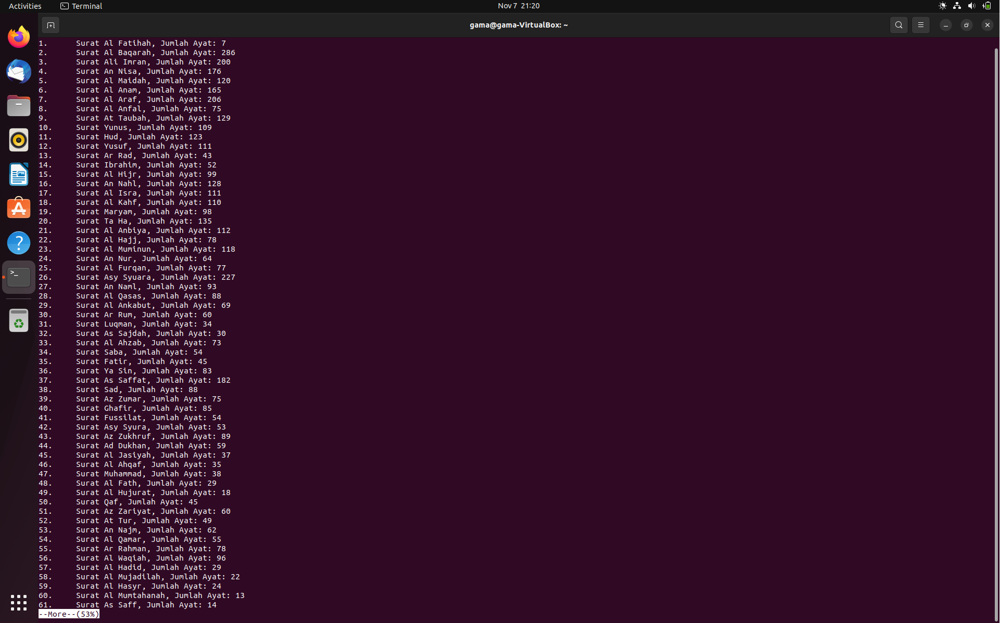 Activities Terminal Nov 7 21:20
gama@gama-VirtualBox: ~
1. Surat Al Fatihah, Jumlah Ayat: 7
2. Surat Al Baqarah, Jumlah Ayat: 286
3. Surat Ali Imran, Jumlah Ayat: 200
4. Surat An Nisa, Jumlah Ayat: 176
5. Surat Al Maidah, Jumlah Ayat: 120
6. Surat Al Anam, Jumlah Ayat: 165
7. Surat Al Araf, Jumlah Ayat: 206
8. Surat Al Anfal, Jumlah Ayat: 75
9. Surat At Taubah, Jumlah Ayat: 129
10. Surat Yunus, Jumlah Ayat: 109
11. Surat Hud, Jumlah Ayat: 123
12. Surat Yusuf, Jumlah Ayat: 111
13. Surat Ar Rad, Jumlah Ayat: 43
14. Surat Ibrahim, Jumlah Ayat: 52
15. Surat Al Hijr, Jumlah Ayat: 99
16. Surat An Nahl, Jumlah Ayat: 128
17. Surat Al Isra, Jumlah Ayat: 111
18. Surat Al Kahf, Jumlah Ayat: 110
19. Surat Maryam, Jumlah Ayat: 98
20. Surat Ta Ha, Jumlah Ayat: 135
21. Surat Al Anbiya, Jumlah Ayat: 112
22. Surat Al Hajj, Jumlah Ayat: 78
23. Surat Al Muminun, Jumlah Ayat: 118
24. Surat An Nur, Jumlah Ayat: 64
25. Surat Al Furqan, Jumlah Ayat: 77
26. Surat Asy Syuara, Jumlah Ayat: 227
27. Surat An Naml, Jumlah Ayat: 93
28. Surat Al Qasas, Jumlah Ayat: 88
29. Surat Al Ankabut, Jumlah Ayat: 69
30. Surat Ar Rum, Jumlah Ayat: 60
31. Surat Luqman, Jumlah Ayat: 34
32. Surat As Sajdah, Jumlah Ayat: 30
33. Surat Al Ahzab, Jumlah Ayat: 73
34. Surat Saba, Jumlah Ayat: 54
35. Surat Fatir, Jumlah Ayat: 45
36. Surat Ya Sin, Jumlah Ayat: 83
37. Surat As Saffat, Jumlah Ayat: 182
38. Surat Sad, Jumlah Ayat: 88
39. Surat Az Zumar, Jumlah Ayat: 75
40. Surat Ghafir, Jumlah Ayat: 85
41. Surat Fussilat, Jumlah Ayat: 54
42. Surat Asy Syura, Jumlah Ayat: 53
43. Surat Az Zukhruf, Jumlah Ayat: 89
44. Surat Ad Dukhan, Jumlah Ayat: 59
45. Surat Al Jasiyah, Jumlah Ayat: 37
46. Surat Al Ahqaf, Jumlah Ayat: 35
47. Surat Muhammad, Jumlah Ayat: 38
48. Surat Al Fath, Jumlah Ayat: 29
49. Surat Al Hujurat, Jumlah Ayat: 18
50. Surat Qaf, Jumlah Ayat: 45
51. Surat Az Zariyat, Jumlah Ayat: 60
52. Surat At Tur, Jumlah Ayat: 49
53. Surat An Najm, Jumlah Ayat: 62
54. Surat Al Qamar, Jumlah Ayat: 55
55. Surat Ar Rahman, Jumlah Ayat: 78
56. Surat Al Waqiah, Jumlah Ayat: 96
57. Surat Al Hadid, Jumlah Ayat: 29
58. Surat Al Mujadilah, Jumlah Ayat: 22
59. Surat Al Hasyr, Jumlah Ayat: 24
60. Surat Al Mumtahanah, Jumlah Ayat: 13
61. Surat As Saff, Jumlah Ayat: 14
--More--(53%)